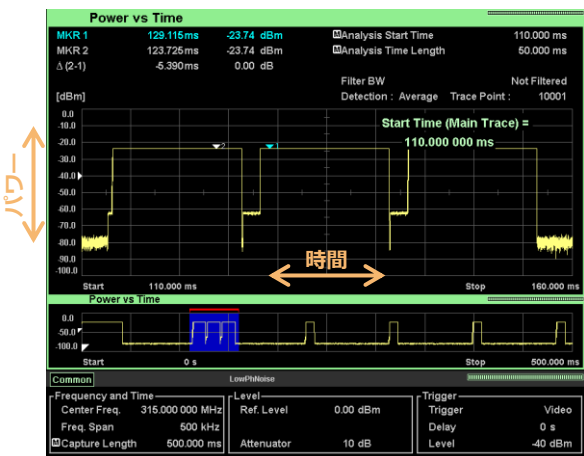 Power vs Time
MKR 1 129.115ms -23.74 dBm MAnalysis Start Time 110.000 ms
MKR 2 123.725ms -23.74 dBm MAnalysis Time Length 50.000 ms
Δ (2-1) -5.390ms 0.00 dB
Filter BW Not Filtered
[dBm] Detection : Average Trace Point : 10001
0.0
-10.0
-20.0
-30.0
-40.0
-50.0
-60.0
-70.0
-80.0
-90.0
-100.0
Start Time (Main Trace) =
110.000 000 ms
2 1
パワー
時間
Start 110.000 ms Stop 160.000 ms
Power vs Time
0.0
-50.0
-100.0
Start 0 s Stop 500.000 ms
Common LowPhNoise
Frequency and Time Level Trigger
Center Freq. 315.000 000 MHz Ref. Level 0.00 dBm Trigger Video
Freq. Span 500 kHz Delay 0 s
MCapture Length 500.000 ms Attenuator 10 dB Level -40 dBm